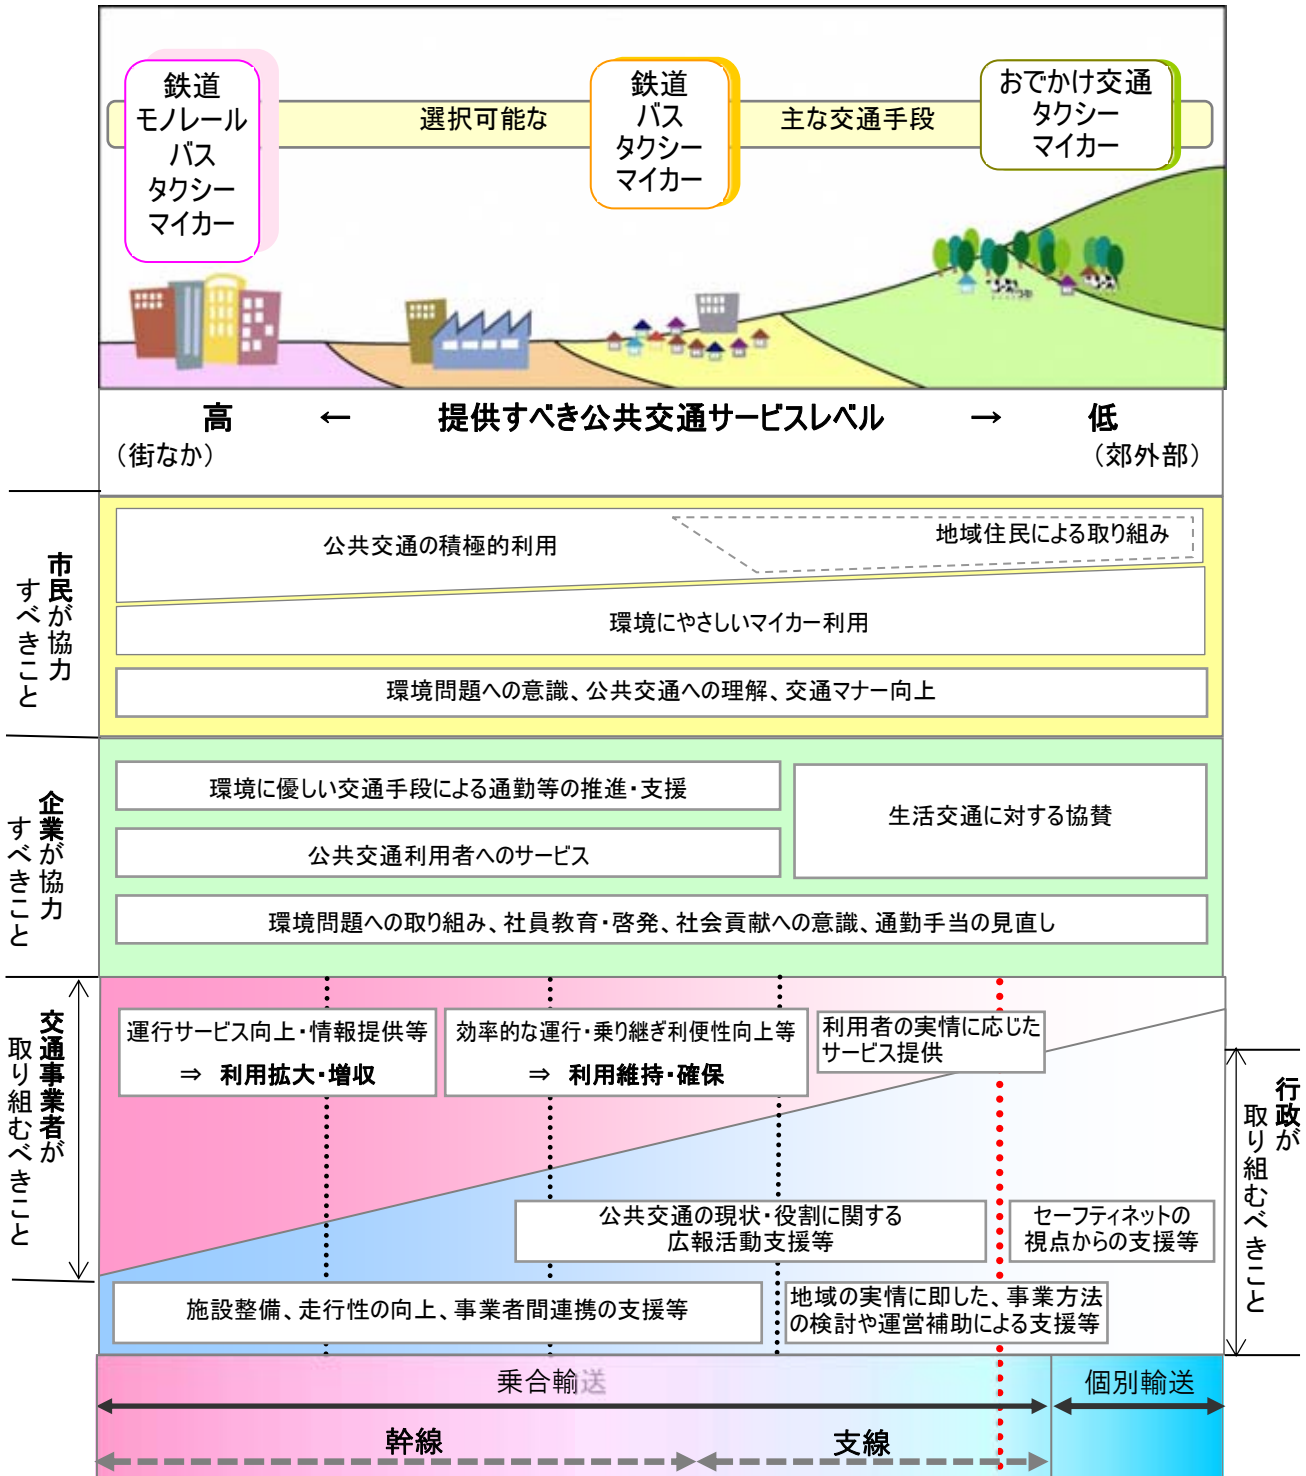 鉄道
モノレール
バス
タクシー
マイカー
選択可能な
鉄道
バス
タクシー
マイカー
主な交通手段
おでかけ交通
タクシー
マイカー
高 ← 提供すべき公共交通サービスレベル → 低
（街なか） （郊外部）
市民が協力
すべきこと
公共交通の積極的利用
地域住民による取り組み
環境にやさしいマイカー利用
環境問題への意識、公共交通への理解、交通マナー向上
企業が協力
すべきこと
環境に優しい交通手段による通勤等の推進・支援
公共交通利用者へのサービス
生活交通に対する協賛
環境問題への取り組み、社員教育・啓発、社会貢献への意識、通勤手当の見直し
交通事業者が
取り組むべきこと
運行サービス向上・情報提供等
⇒ 利用拡大・増収
効率的な運行・乗り継ぎ利便性向上等
⇒ 利用維持・確保
利用者の実情に応じた
サービス提供
行政が
取り組むべきこと
公共交通の現状・役割に関する
広報活動支援等
セーフティネットの
視点からの支援等
施設整備、走行性の向上、事業者間連携の支援等
地域の実情に即した、事業方法
の検討や運営補助による支援等
乗合輸送
個別輸送
幹線
支線